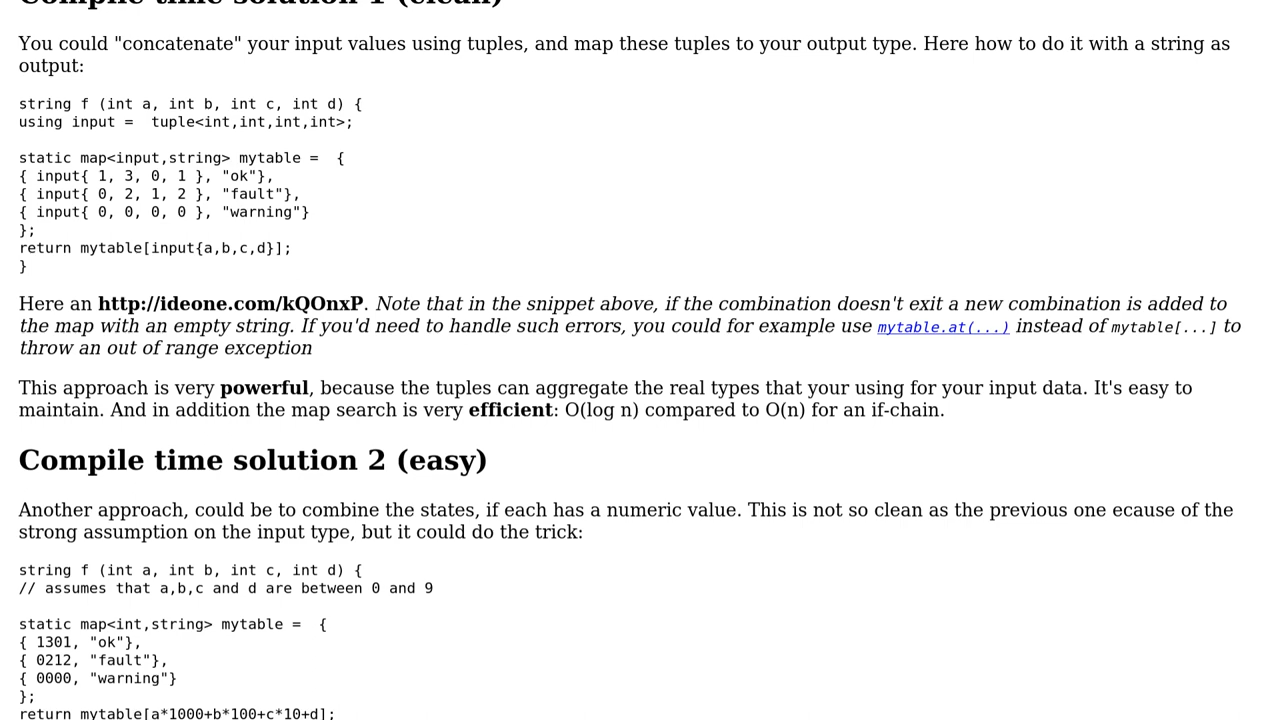 Compile time solution 1 (clean)
You could "concatenate" your input values using tuples, and map these tuples to your output type. Here how to do it with a string as
output:
string f (int a, int b, int c, int d) {
using input =  tuple<int,int,int,int>;
static map<input,string> mytable =  {
{ input{ 1, 3, 0, 1 }, "ok"},
{ input{ 0, 2, 1, 2 }, "fault"},
{ input{ 0, 0, 0, 0 }, "warning"}
};
return mytable[input{a,b,c,d}];
}
Here an http://ideone.com/kQOnxP. Note that in the snippet above, if the combination doesn't exit a new combination is added to
the map with an empty string. If you'd need to handle such errors, you could for example use mytable.at(...) instead of mytable[...] to
throw an out of range exception
This approach is very powerful, because the tuples can aggregate the real types that your using for your input data. It's easy to
maintain. And in addition the map search is very efficient: O(log n) compared to O(n) for an if-chain.
Compile time solution 2 (easy)
Another approach, could be to combine the states, if each has a numeric value. This is not so clean as the previous one ecause of the
strong assumption on the input type, but it could do the trick:
string f (int a, int b, int c, int d) {
// assumes that a,b,c and d are between 0 and 9
static map<int,string> mytable =  {
{ 1301, "ok"},
{ 0212, "fault"},
{ 0000, "warning"}
};
return mytable[a*1000+b*100+c*10+d];